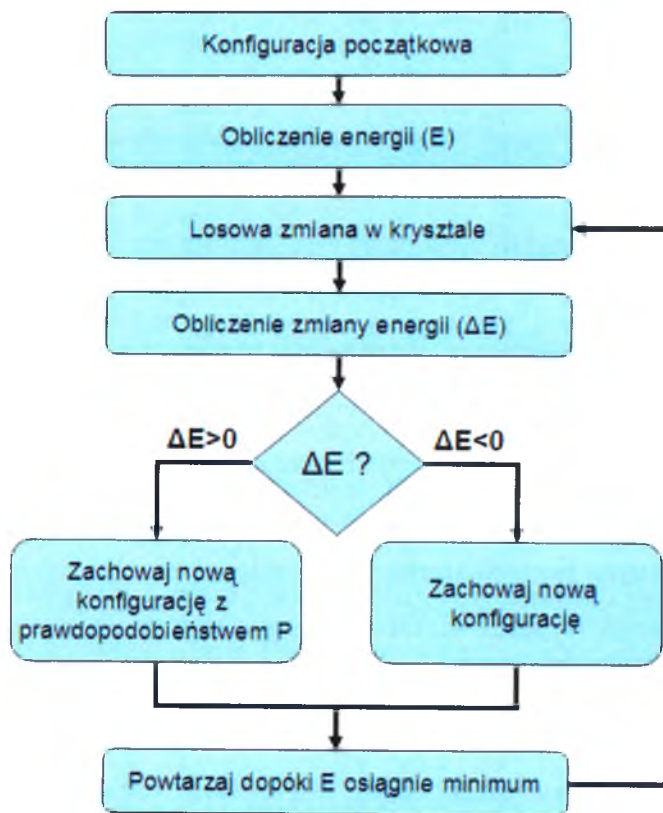 Konfiguracja początkowa
Obliczenie energii (E)
Losowa zmiana w krysztale
Obliczenie zmiany energii (ΔE)
ΔE>0
ΔE<0
ΔE ?
Zachowaj nową
konfigurację z
prawdopodobieństwem P
Zachowaj nową
konfigurację
Powtarzaj dopóki E osiągnie minimum